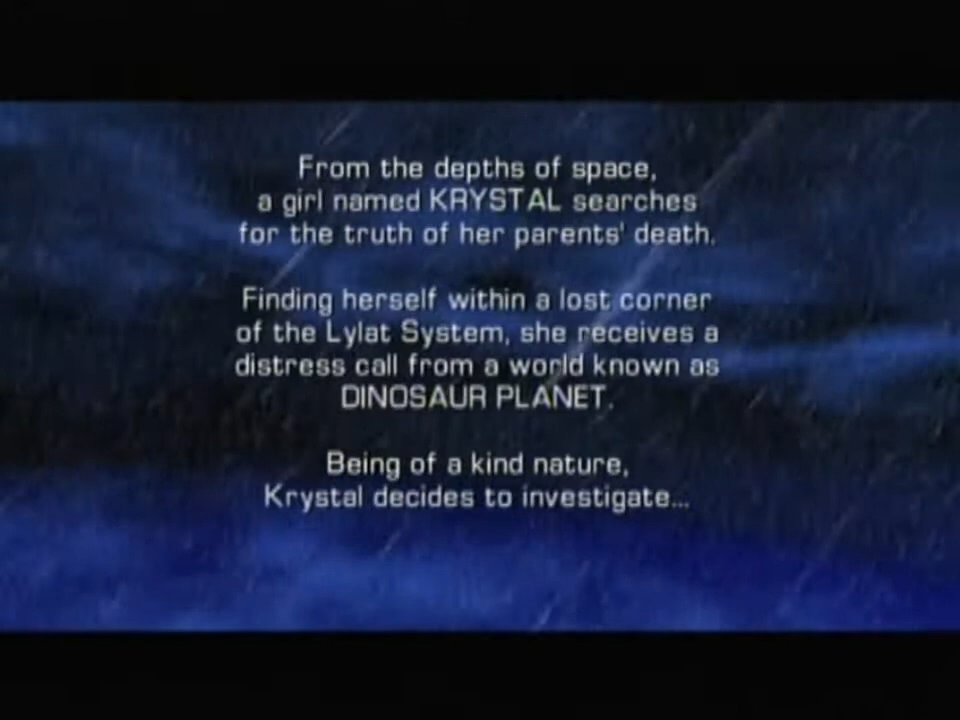 From the depths of space,
a girl named KRYSTAL searches
for the truth of her parents' death.
Finding herself within a lost corner
of the Lylat System, she receives a
distress call from a world known as
DINOSAUR PLANET.
Being of a kind nature,
Krystal decides to investigate...